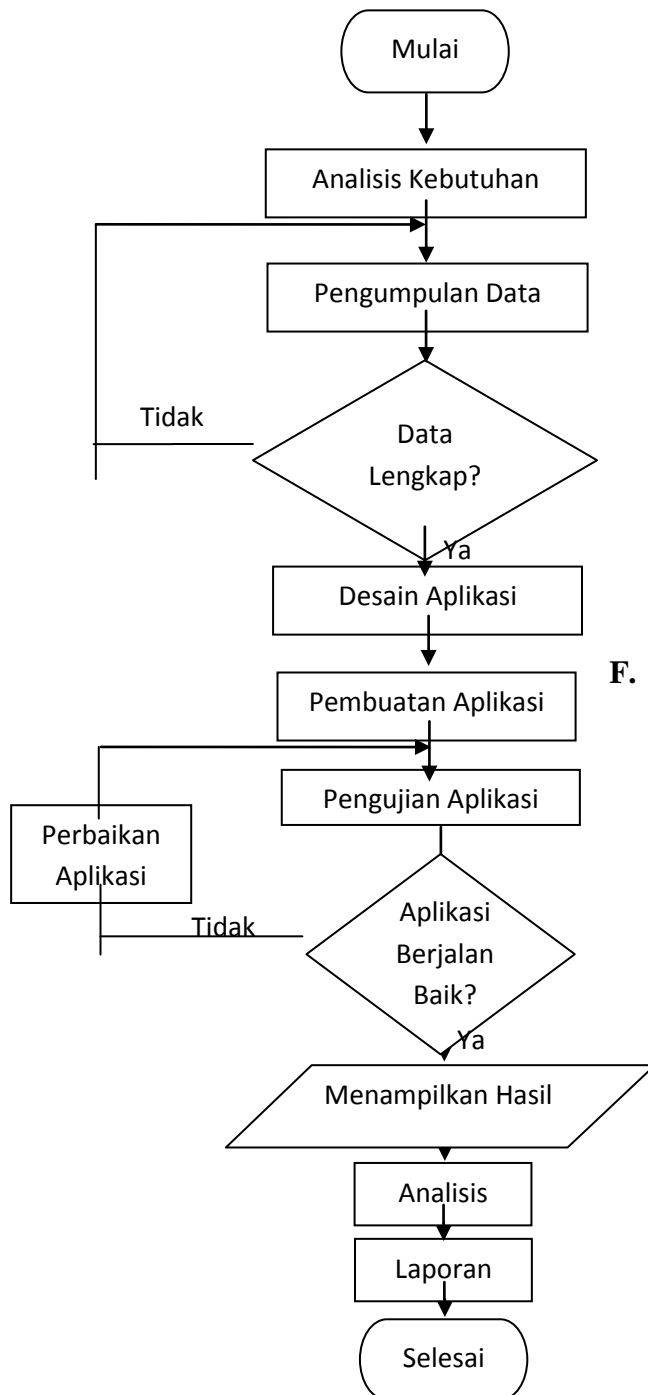 Mulai
Analisis Kebutuhan
Pengumpulan Data
Tidak
Data
Lengkap?
Ya
Desain Aplikasi
F.
Pembuatan Aplikasi
Pengujian Aplikasi
Perbaikan
Aplikasi
Tidak
Aplikasi
Berjalan
Baik?
Ya
Menampilkan Hasil
Analisis
Laporan
Selesai